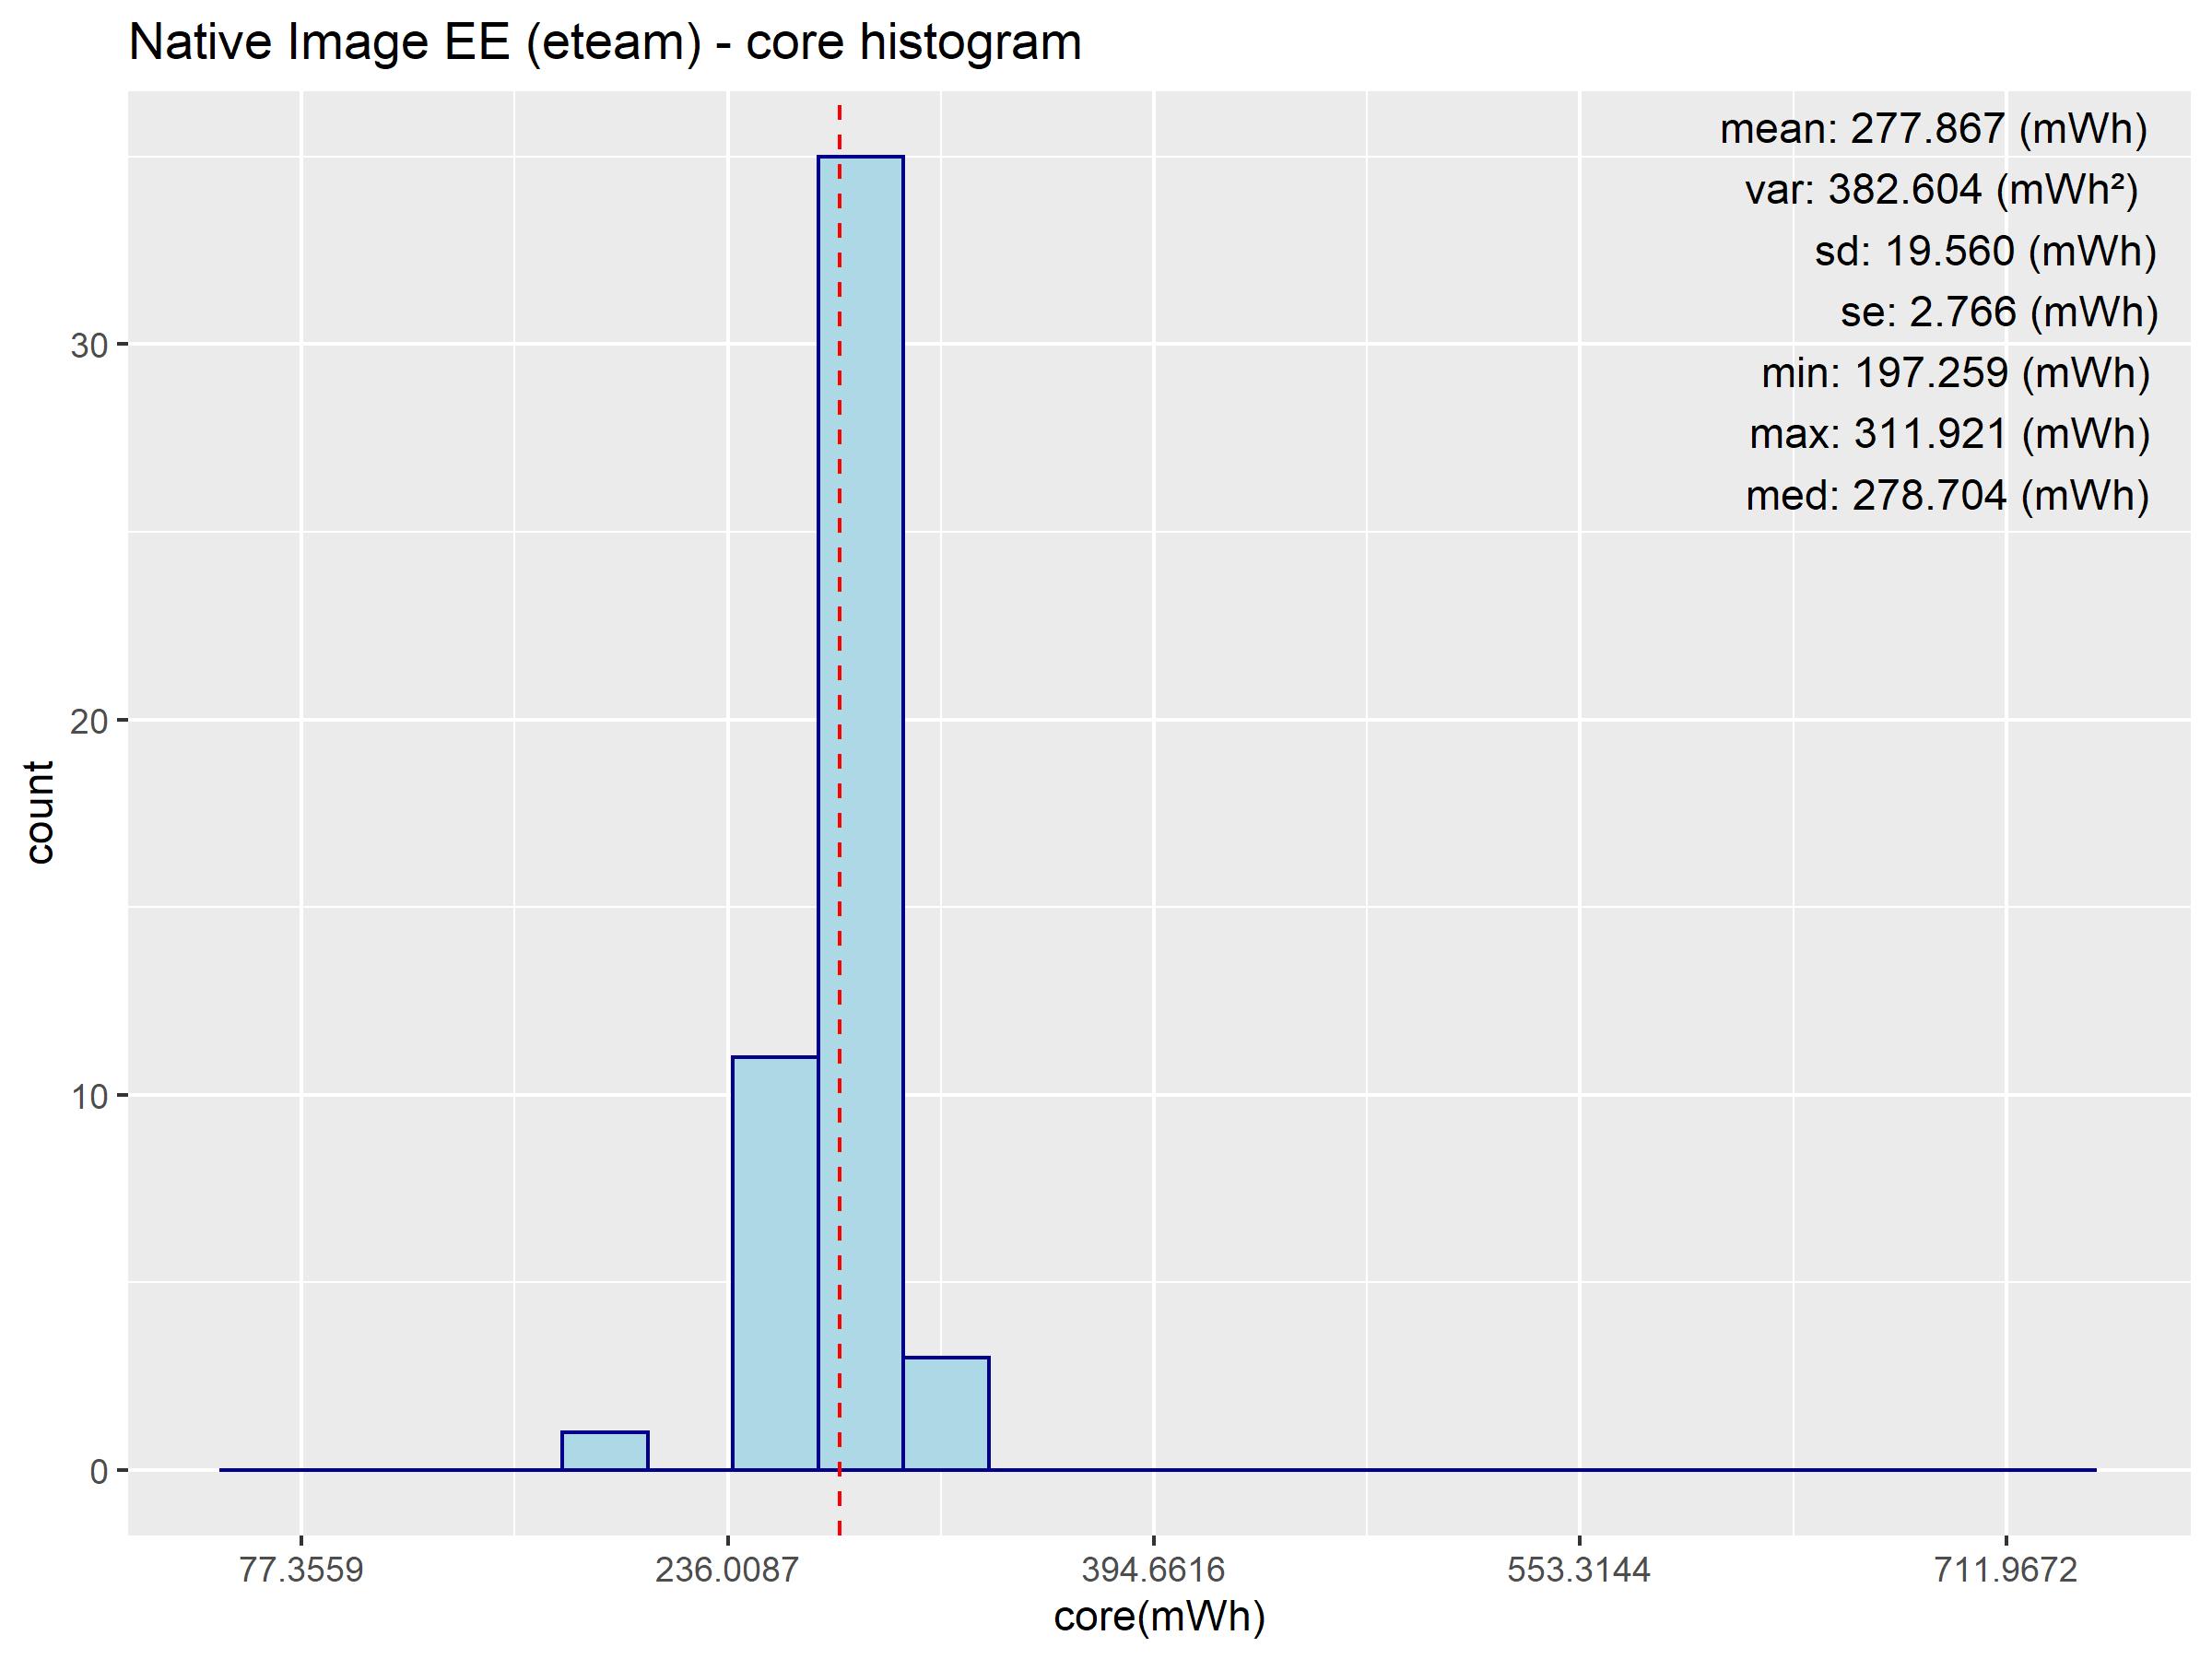 Native Image EE (eteam) - core histogram
mean: 277.867 (mWh)
var: 382.604 (mWh²)
sd: 19.560 (mWh)
se: 2.766 (mWh)
min: 197.259 (mWh)
max: 311.921 (mWh)
med: 278.704 (mWh)
30
20
10
0
count
77.3559 236.0087 394.6616 553.3144 711.9672
core(mWh)